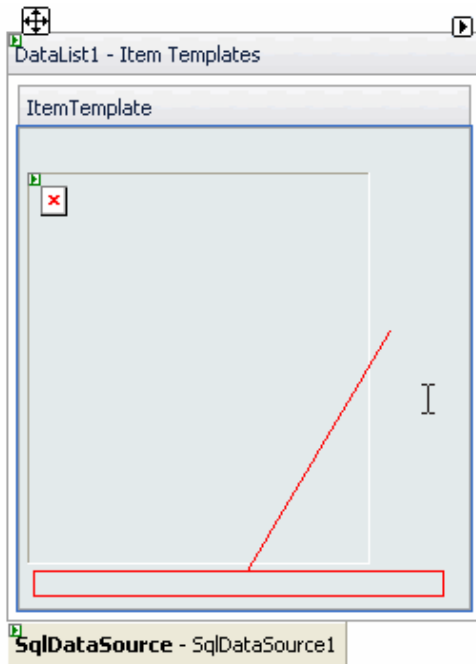 DataList1 - Item Templates
ItemTemplate
SqlDataSource - SqlDataSource1